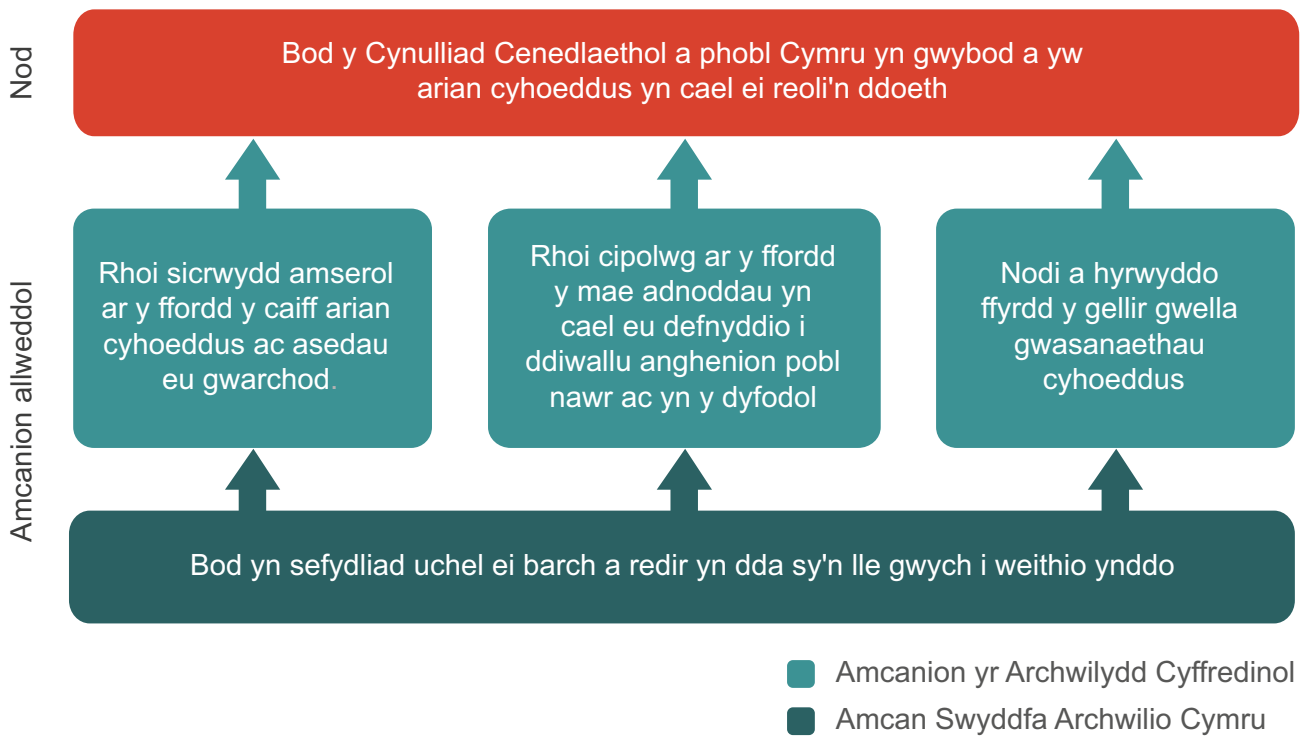 Nod
Bod y Cynulliad Cenedlaethol a phobl Cymru yn gwybod a yw
arian cyhoeddus yn cael ei reoli'n ddoeth
Amcanion allweddol
Rhoi sicrwydd amserol
ar y ffordd y caiff arian
cyhoeddus ac asedau
eu gwarchod.
Rhoi cipolwg ar y ffordd
y mae adnoddau yn
cael eu defnyddio i
ddiwallu anghenion pobl
nawr ac yn y dyfodol
Nodi a hyrwyddo
ffyrdd y gellir gwella
gwasanaethau
cyhoeddus
Bod yn sefydliad uchel ei barch a redir yn dda sy'n lle gwych i weithio ynddo
Amcanion yr Archwilydd Cyffredinol
Amcan Swyddfa Archwilio Cymru